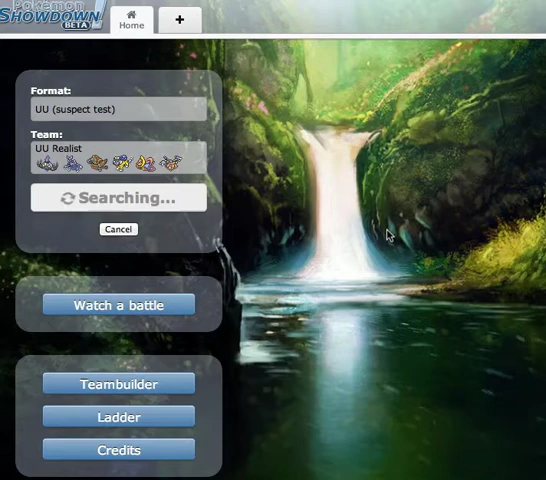 Pokemon
SHOWDOWN!
BETA
Home
+
Format:
UU (suspect test)
Team:
UU Realist
Searching...
Cancel
Watch a battle
Teambuilder
Ladder
Credits